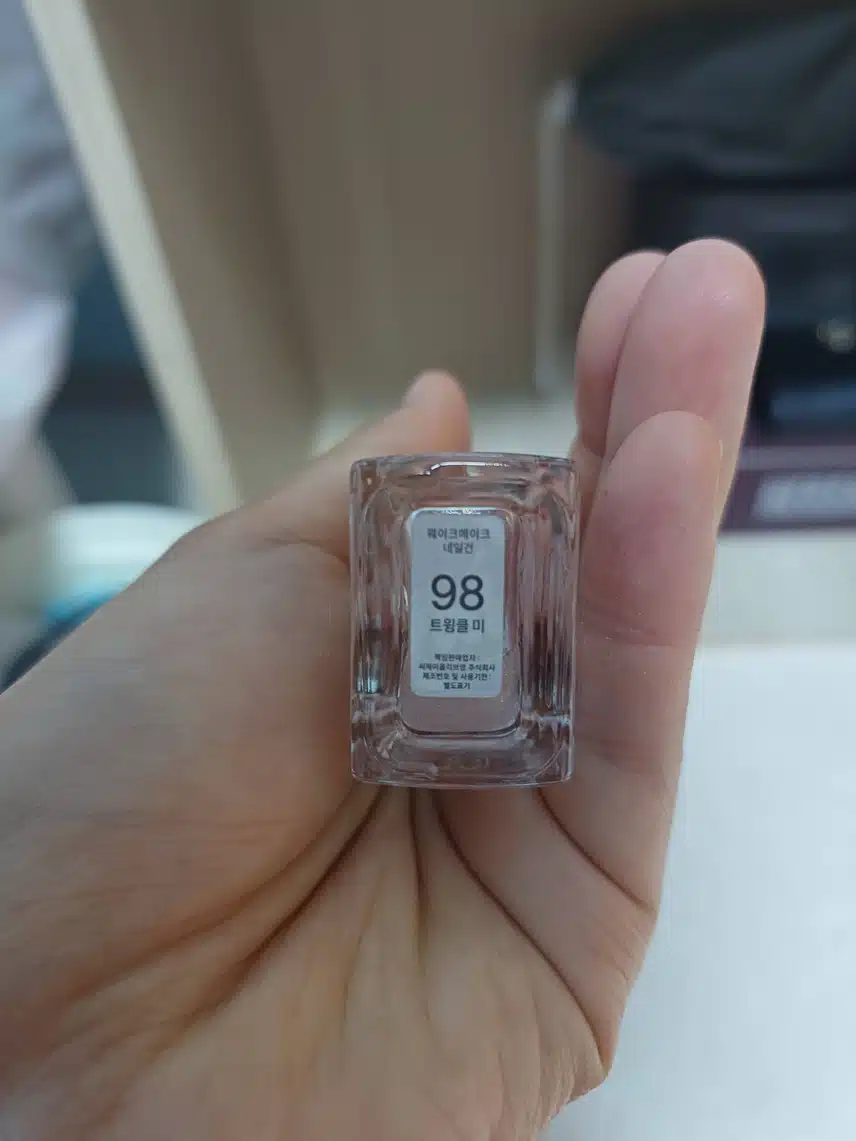 웨이크메이크
네일건
98
트윙클 미
책임판매업자 :
씨제이올리브영 주식회사
제조번호 및 사용기한 :
별도표기